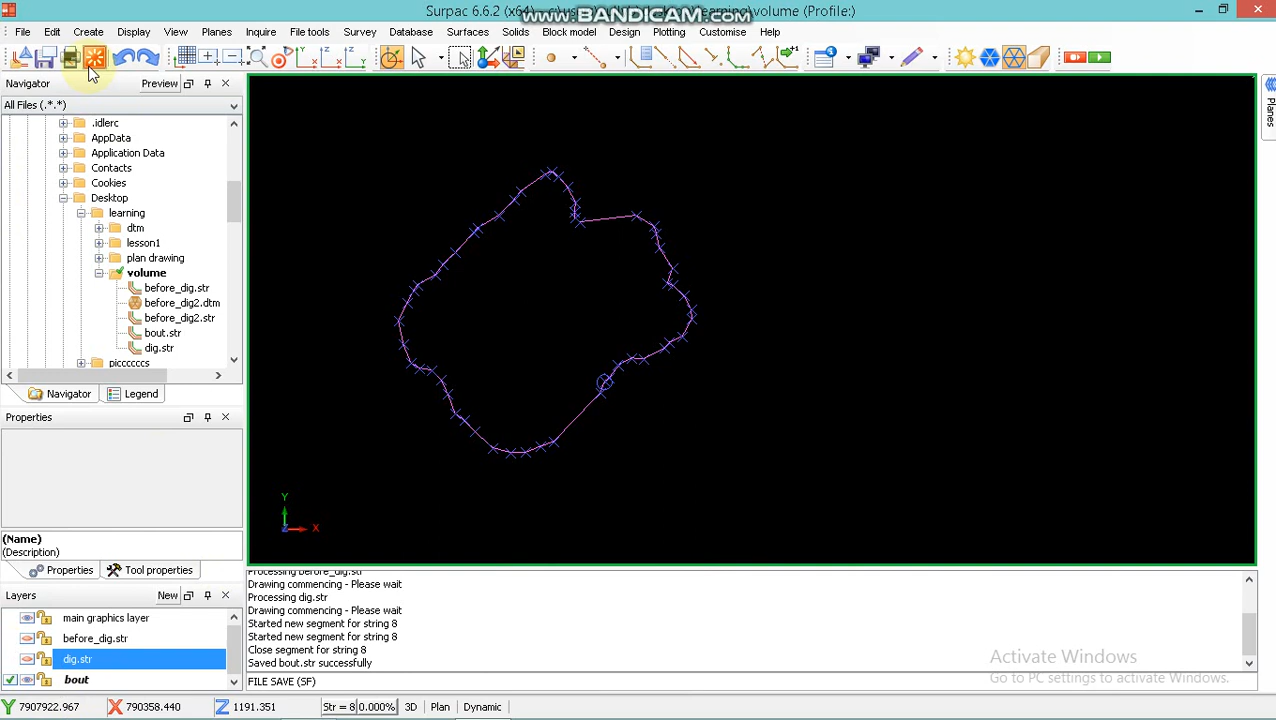 Surpac 6.6.2 (x64)
learning\volume (Profile:)
www.BANDICAM.com
File Edit Create Display View Planes Inquire File tools Survey Database Surfaces Solids Block model Design Plotting Customise Help
Navigator Preview
All Files (.*.*)
.idlerc
AppData
Application Data
Contacts
Cookies
Desktop
learning
dtm
lesson1
plan drawing
volume
before_dig.str
before_dig2.dtm
before_dig2.str
bout.str
dig.str
piccccccs
Navigator Legend
Properties
(Name)
(Description)
Properties Tool properties
Layers New
main graphics layer
before_dig.str
dig.str
bout
Planes
Y
Z X
Processing before_dig.str
Drawing commencing - Please wait
Processing dig.str
Drawing commencing - Please wait
Started new segment for string 8
Started new segment for string 8
Close segment for string 8
Saved bout.str successfully
FILE SAVE (SF)
Activate Windows
Go to PC settings to activate Windows.
Y 7907922.967 X 790358.440 Z 1191.351 Str = 8 0.000% 3D Plan Dynamic